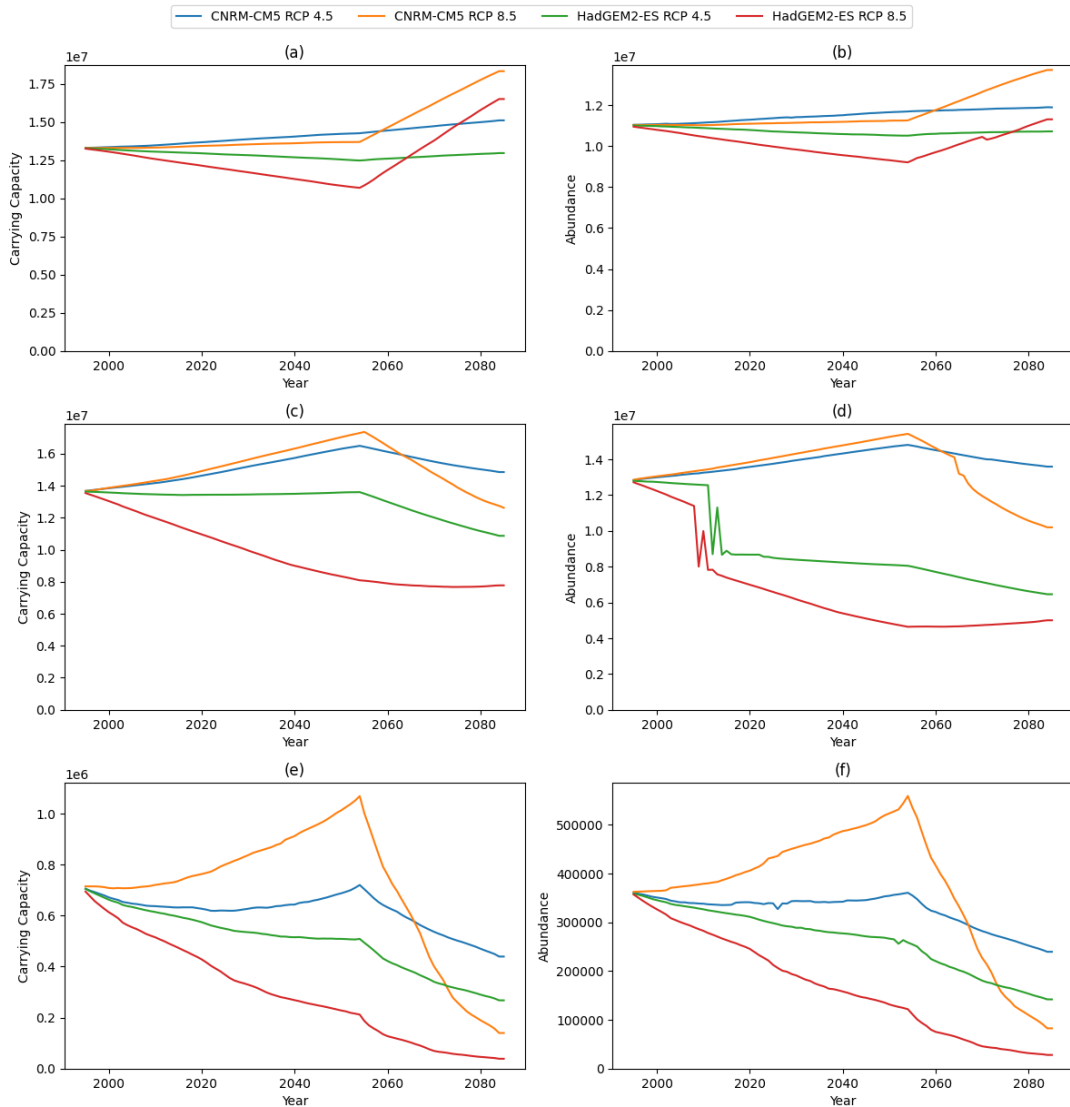 CNRM-CM5 RCP 4.5 CNRM-CM5 RCP 8.5 HadGEM2-ES RCP 4.5 HadGEM2-ES RCP 8.5
(a)
1e7
1.75
1.50
1.25
1.00
0.75
0.50
0.25
0.00
Carrying Capacity
2000 2020 2040 2060 2080
Year
(b)
1e7
1.2
1.0
0.8
0.6
0.4
0.2
0.0
Abundance
2000 2020 2040 2060 2080
Year
(c)
1e7
1.6
1.4
1.2
1.0
0.8
0.6
0.4
0.2
0.0
Carrying Capacity
2000 2020 2040 2060 2080
Year
(d)
1e7
1.4
1.2
1.0
0.8
0.6
0.4
0.2
0.0
Abundance
2000 2020 2040 2060 2080
Year
(e)
1e6
1.0
0.8
0.6
0.4
0.2
0.0
Carrying Capacity
2000 2020 2040 2060 2080
Year
(f)
500000
400000
300000
200000
100000
0
Abundance
2000 2020 2040 2060 2080
Year